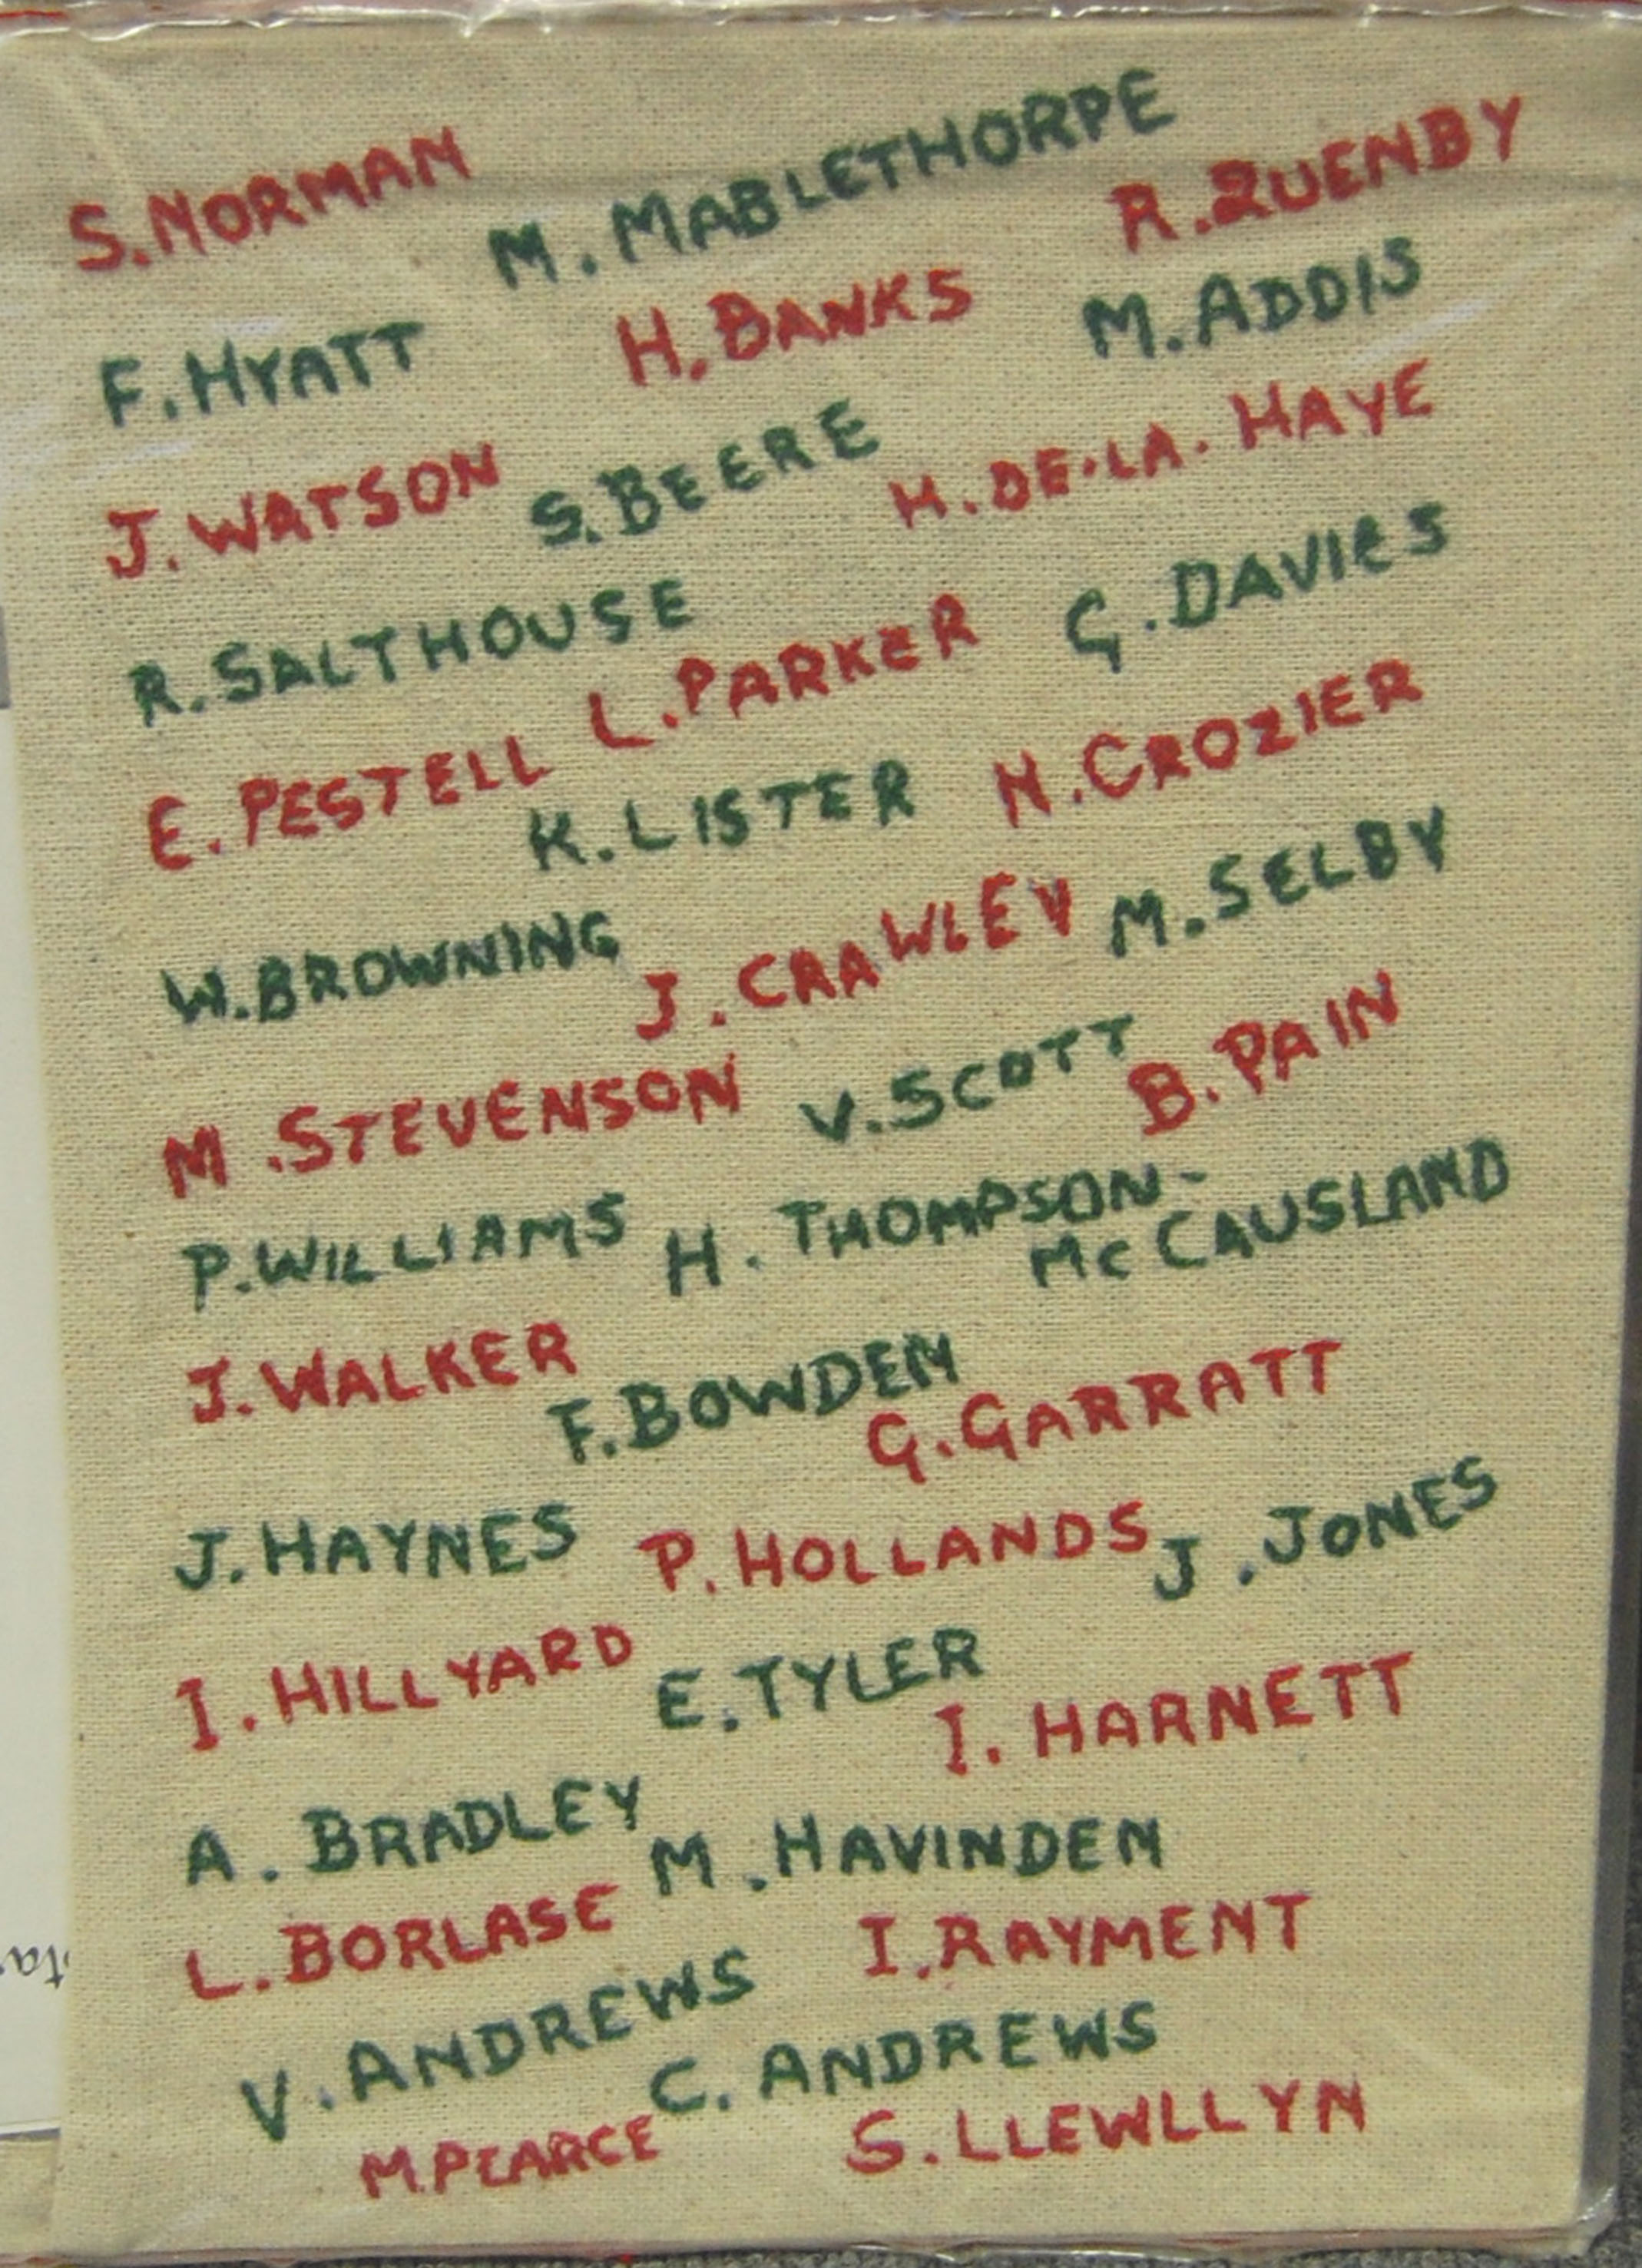 S. NORMAN M. MABLETHORPE R. QUENBY
F. HYATT H. BANKS M. ADDIS
J. WATSON S. BEERE H. DE·LA·HAYE
R. SALTHOUSE L. PARKER G. DAVIES
E. PESTELL K. LISTER N. CROZIER
W. BROWNING J. CRAWLEY M. SELBY
M. STEVENSON V. SCOTT B. PAIN
P. WILLIAMS H. THOMPSON-
McCAUSLAND
J. WALKER F. BOWDEN G. GARRATT
J. HAYNES P. HOLLANDS J. JONES
I. HILLYARD E. TYLER I. HARNETT
A. BRADLEY M. HAVINDEN
L. BORLASE I. RAYMENT
V. ANDREWS C. ANDREWS
M. PEARCE S. LLEWLLYN